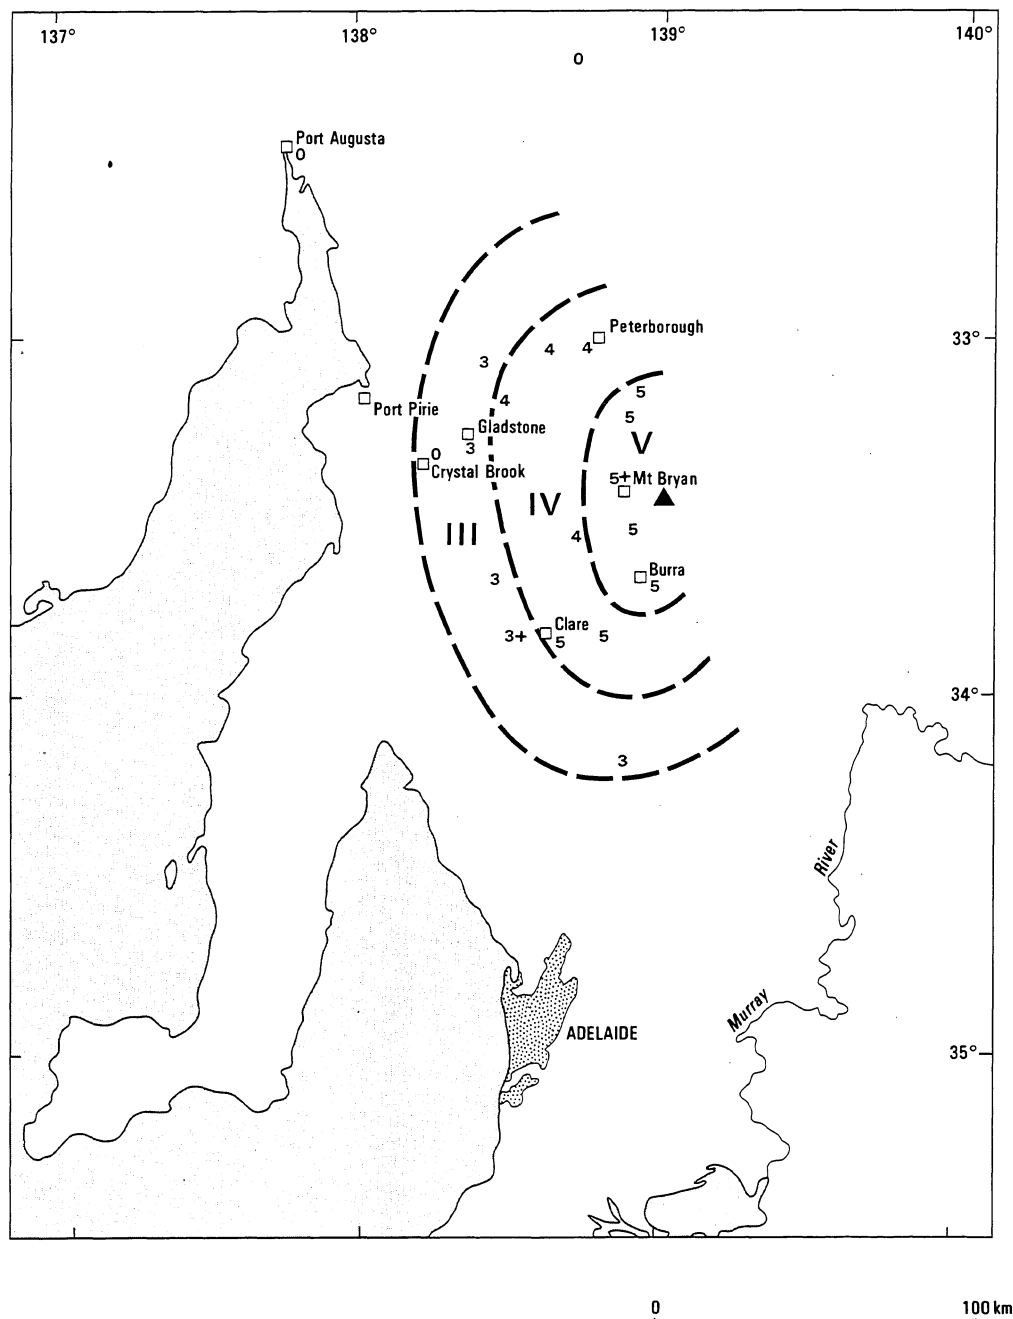 137° 138° 139° 140°
0
Port Augusta
0
Peterborough
33°
3 4 4
5
4
Port Pirie
5
Gladstone
V
3
0
Crystal Brook
5+ Mt Bryan
IV
III
4 5
Burra
3
5
Clare
3+ 5 5
34°
3
River
Murray
ADELAIDE
35°
0 100 km